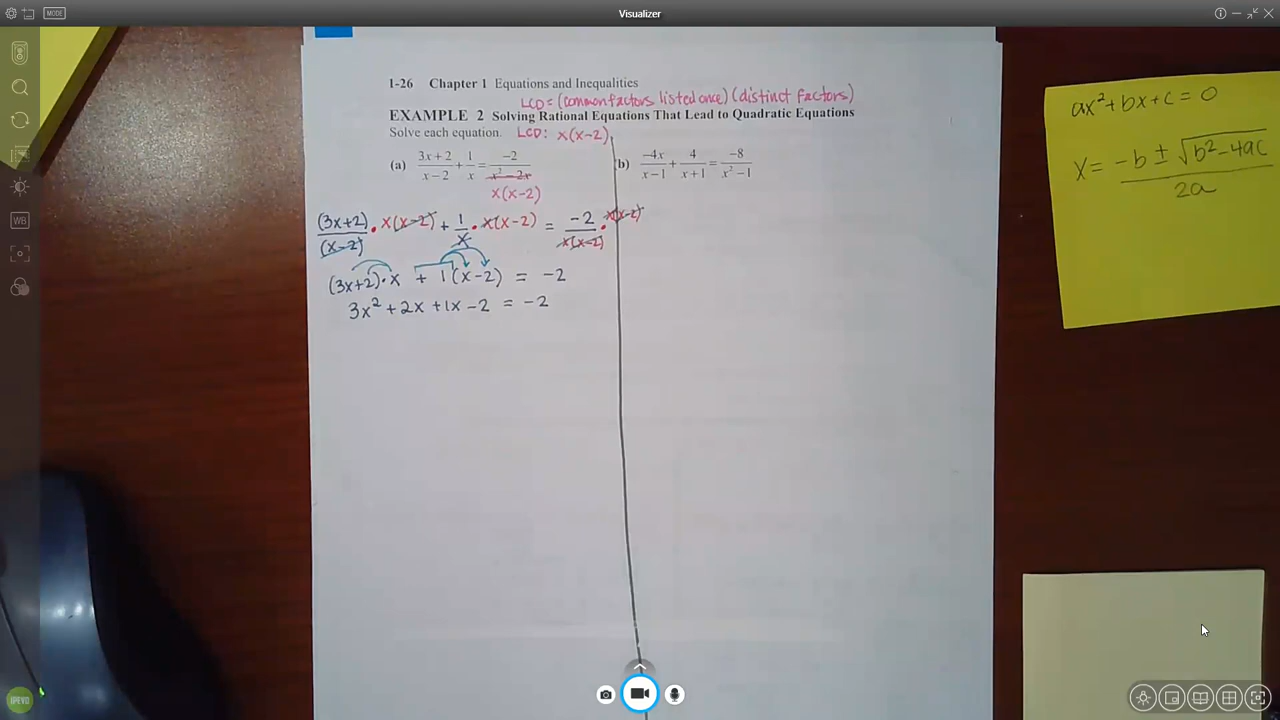 MODE
Visualizer
1-26 Chapter 1 Equations and Inequalities
LCD = (common factors listed once)(distinct factors)
EXAMPLE 2 Solving Rational Equations That Lead to Quadratic Equations
Solve each equation. LCD: x(x-2)
(a) (3x+2)/(x-2) + 1/x = -2/(x²-2x)
x(x-2)
(b) -4x/(x-1) + 4/(x+1) = -8/(x²-1)
(3x+2)/(x-2) • x(x-2) + 1/x • x(x-2) = -2/x(x-2) • x(x-2)
(3x+2)·x + 1(x-2) = -2
3x² + 2x + 1x - 2 = -2
ax²+bx+c = 0
x = -b ± √b²-4ac / 2a
WB
IPEVO